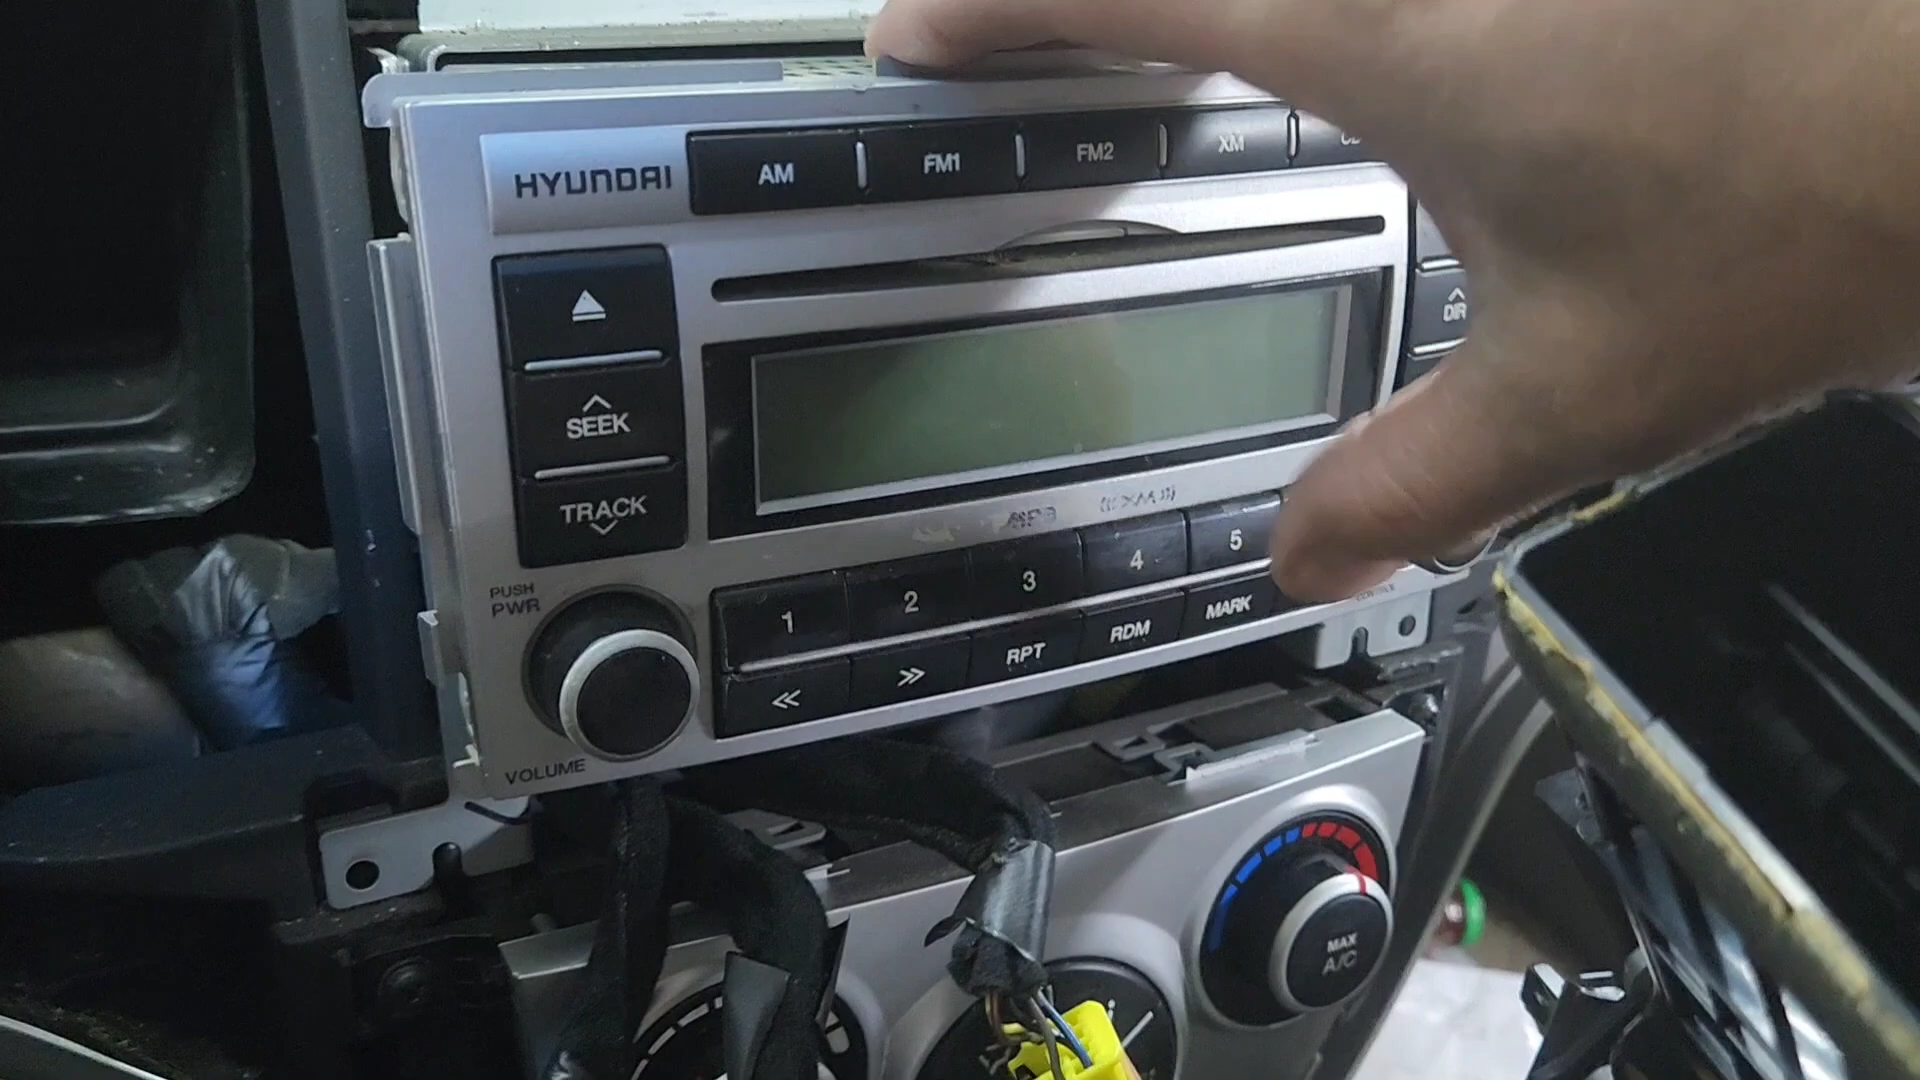 HYUNDAI
AM
FM1
FM2
XM
SEEK
TRACK
DIR
PUSH
PWR
VOLUME
1
2
3
4
5
<<
>>
RPT
RDM
MARK
MAX
A/C